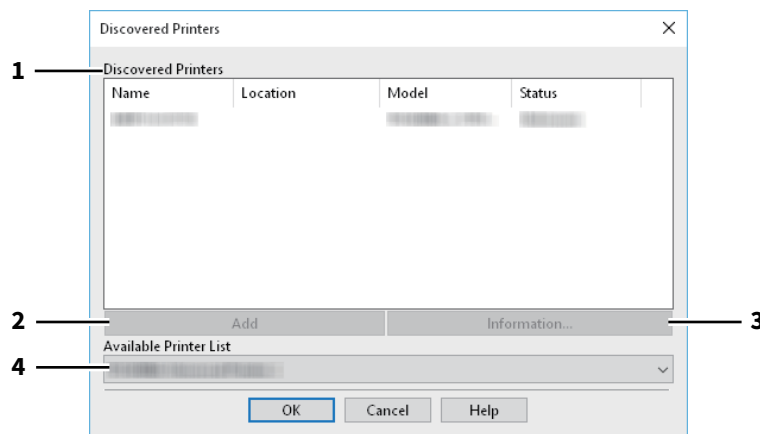 Discovered Printers
1 Discovered Printers
Name Location Model Status
2 Add Information... 3
Available Printer List
4
OK Cancel Help